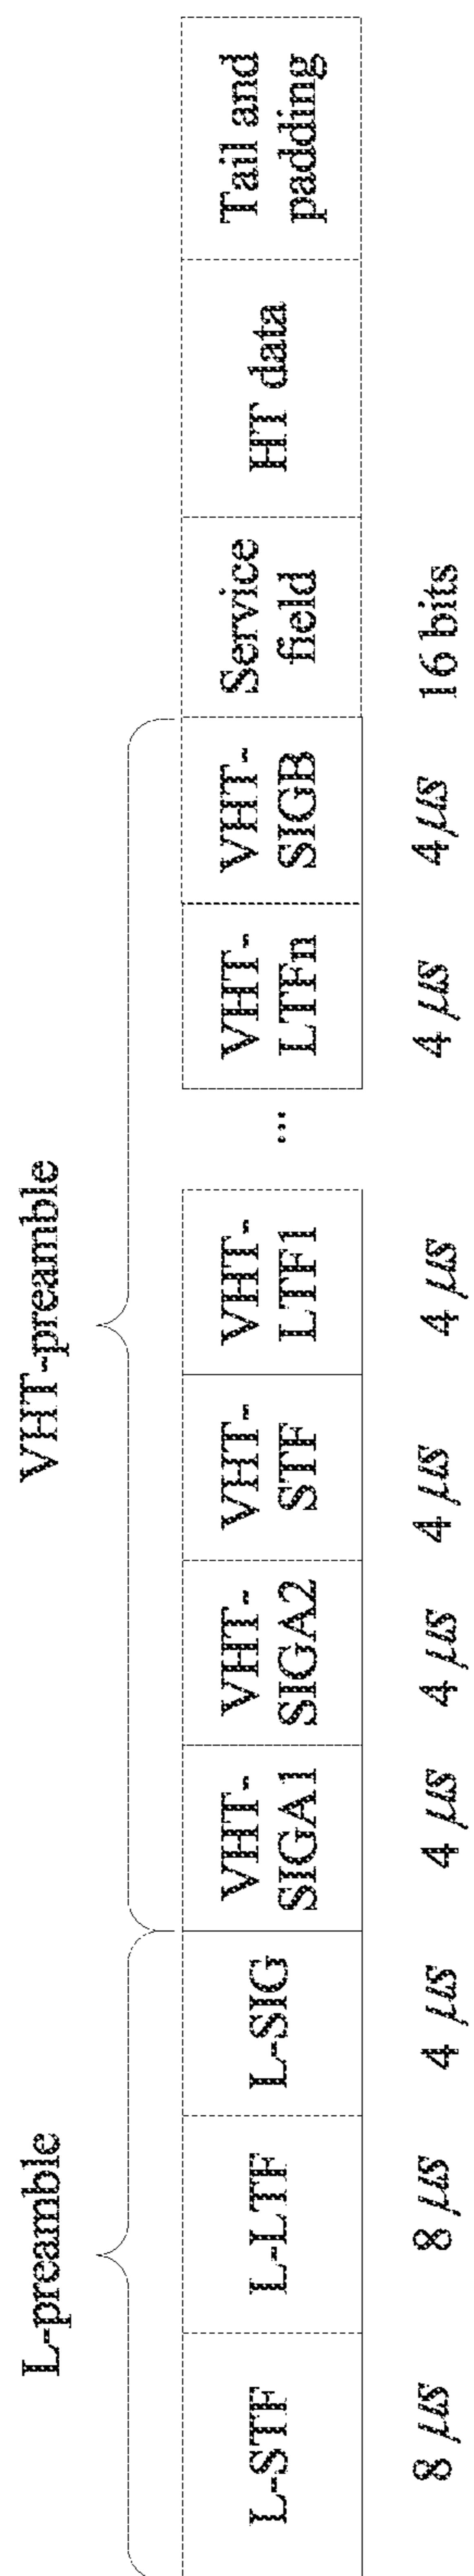 L-preamble
VHT-preamble
L-STF
L-LTF
L-SIG
VHT-
SIGA1
VHT-
SIGA2
VHT-
STF
VHT-
LTF1
...
VHT-
LTFn
VHT-
SIGB
Service
field
HT data
Tail and
padding
8 μs
8 μs
4 μs
4 μs
4 μs
4 μs
4 μs
4 μs
4 μs
16 bits